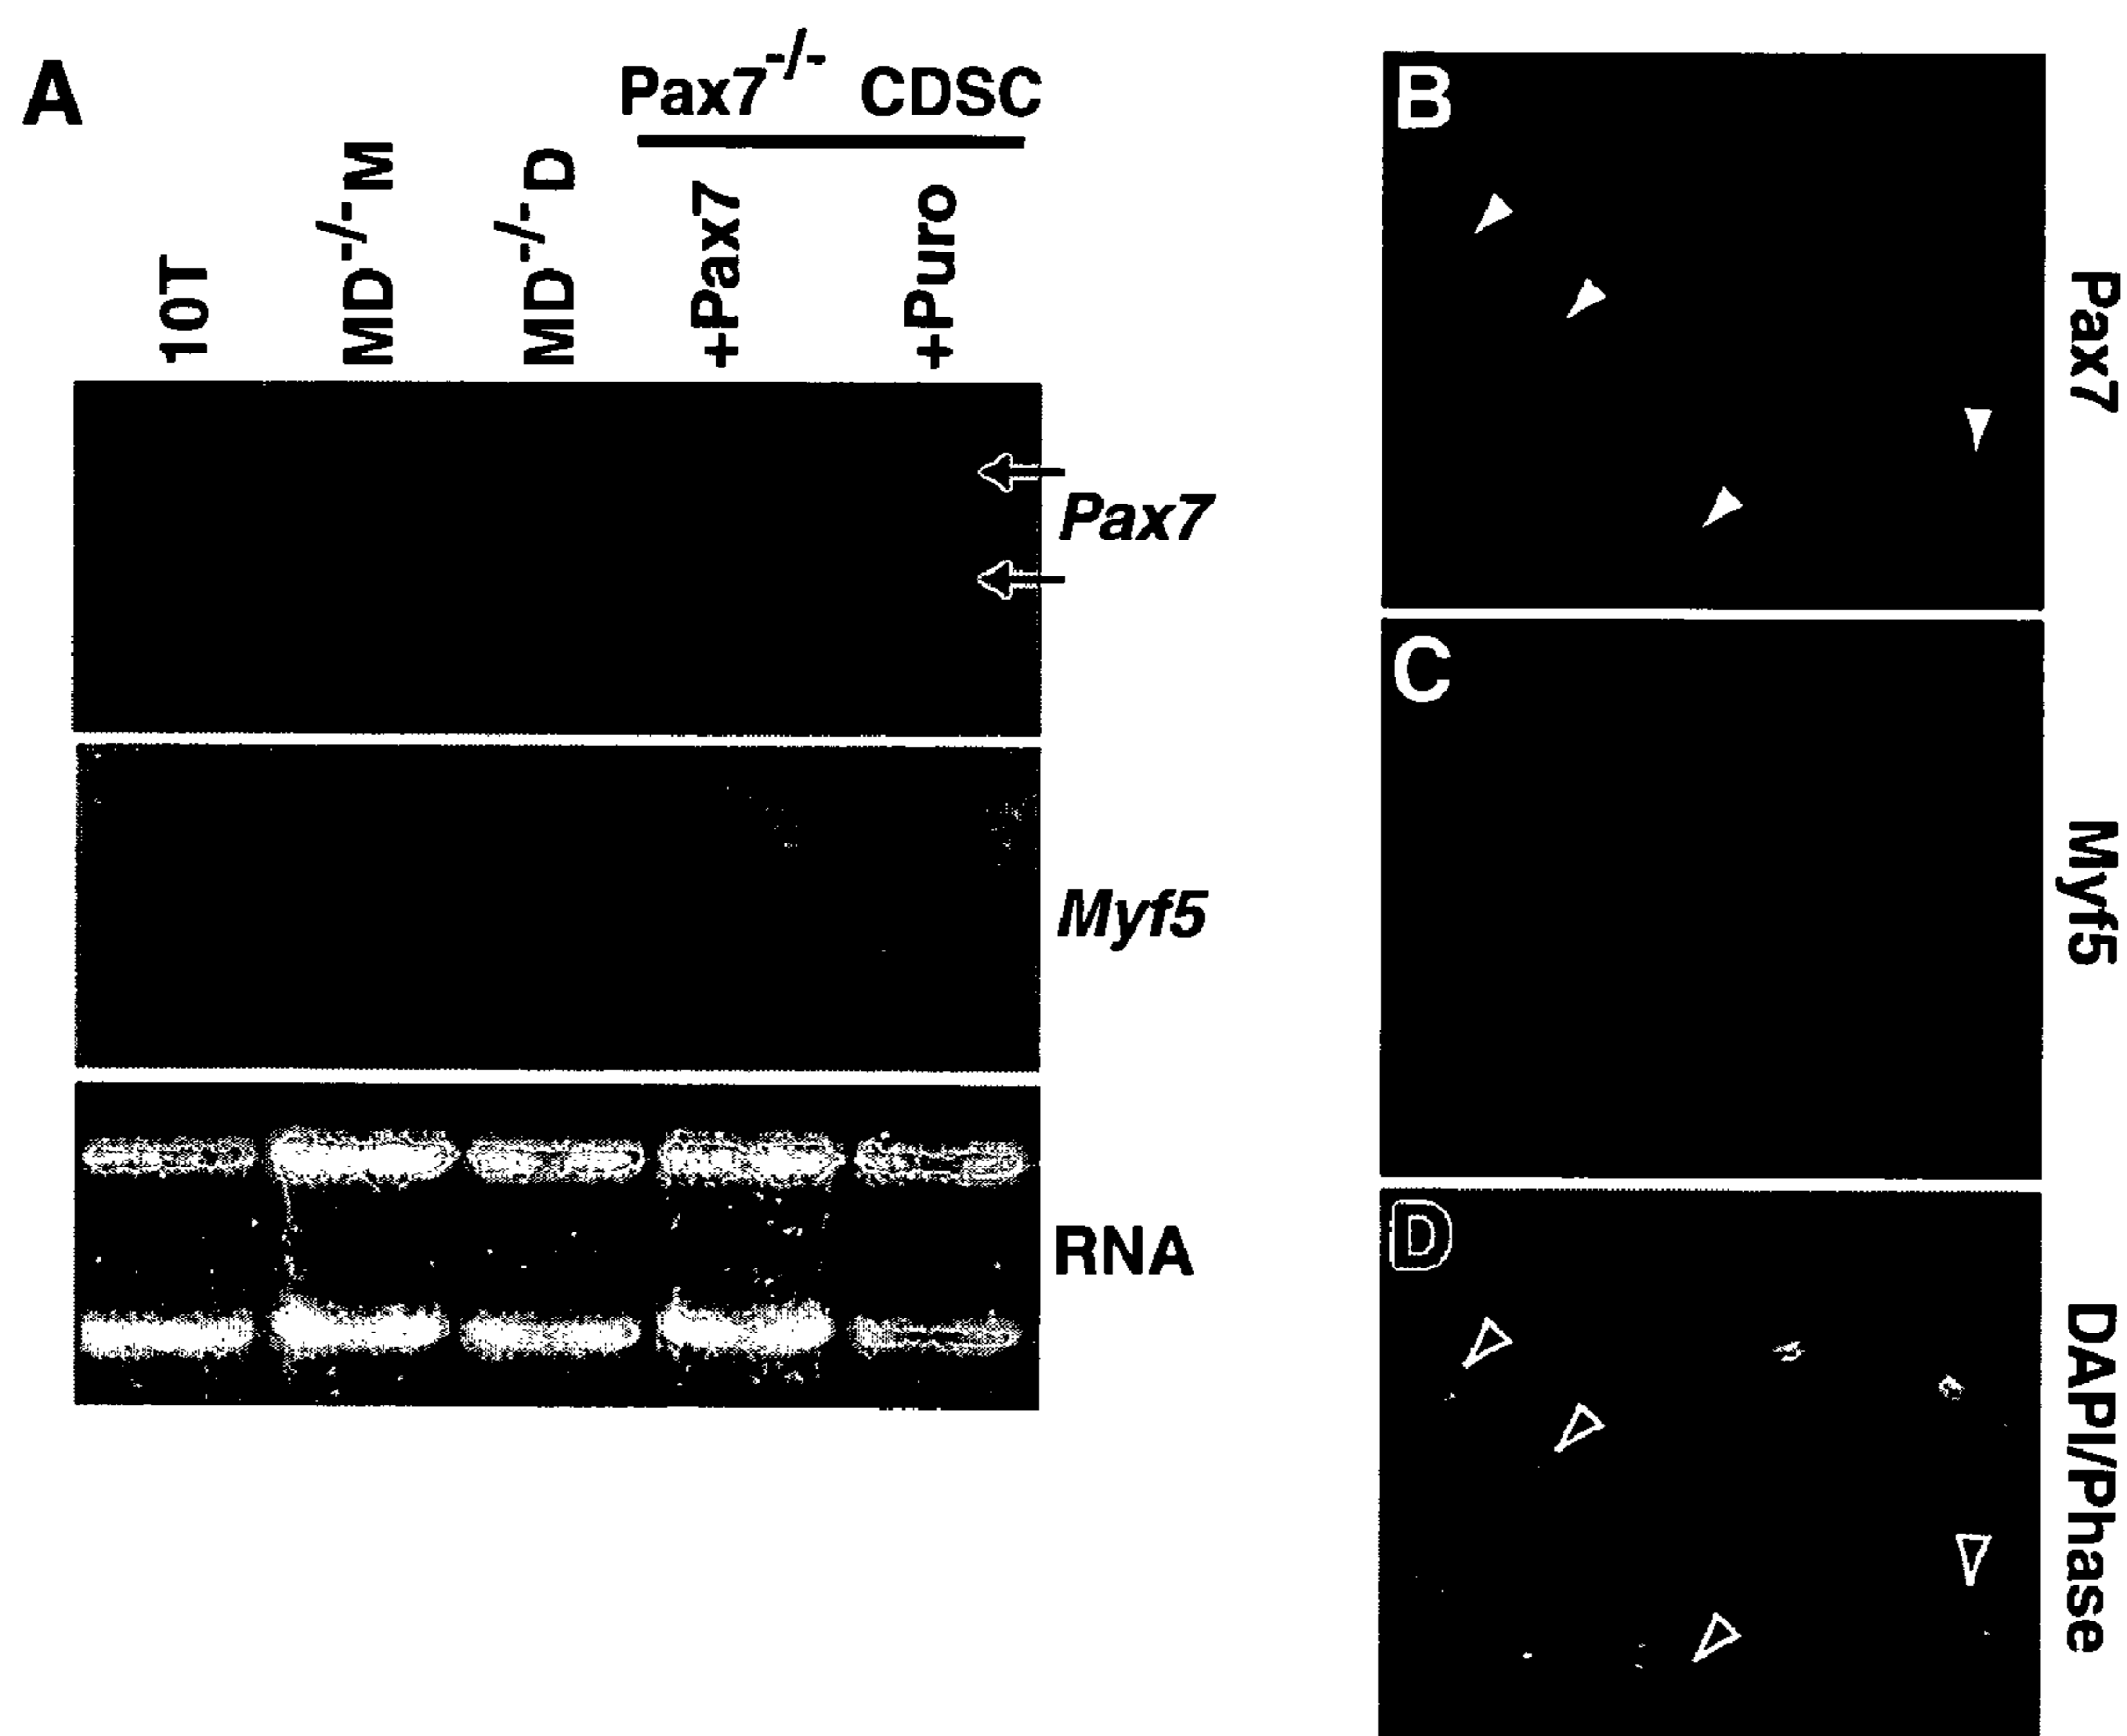 A
Pax7-/- CDSC
10T
MD-/-M
MD-/-D
+Pax7
+Puro
Pax7
Myf5
RNA
B
Pax7
C
Myf5
D
DAPI/Phase